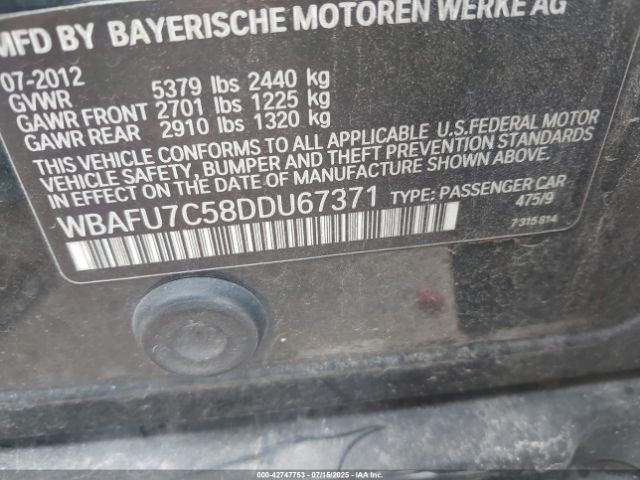 MFD BY BAYERISCHE MOTOREN WERKE AG
07-2012
GVWR 5379 lbs 2440 kg
GAWR FRONT 2701 lbs 1225 kg
GAWR REAR 2910 lbs 1320 kg
THIS VEHICLE CONFORMS TO ALL APPLICABLE U.S.FEDERAL MOTOR
VEHICLE SAFETY, BUMPER AND THEFT PREVENTION STANDARDS
IN EFFECT ON THE DATE OF MANUFACTURE SHOWN ABOVE.
WBAFU7C58DDU67371 TYPE: PASSENGER CAR
475/9
7315814
000-42747753 - 07/15/2025 - IAAI.COM